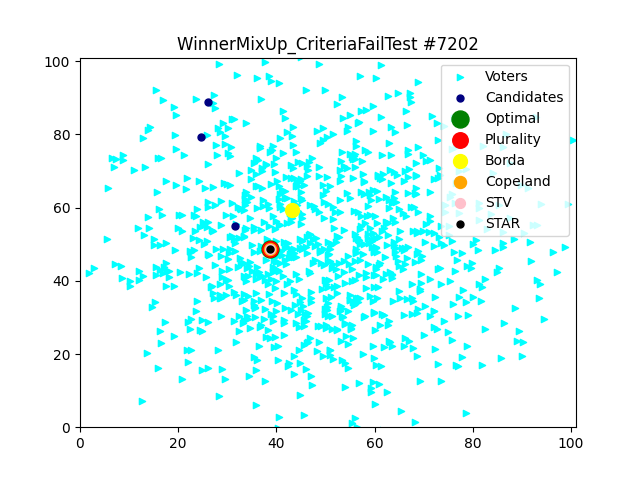 WinnerMixUp_CriteriaFailTest #7202
100
80
60
40
20
0
0 20 40 60 80 100
Voters
Candidates
Optimal
Plurality
Borda
Copeland
STV
STAR